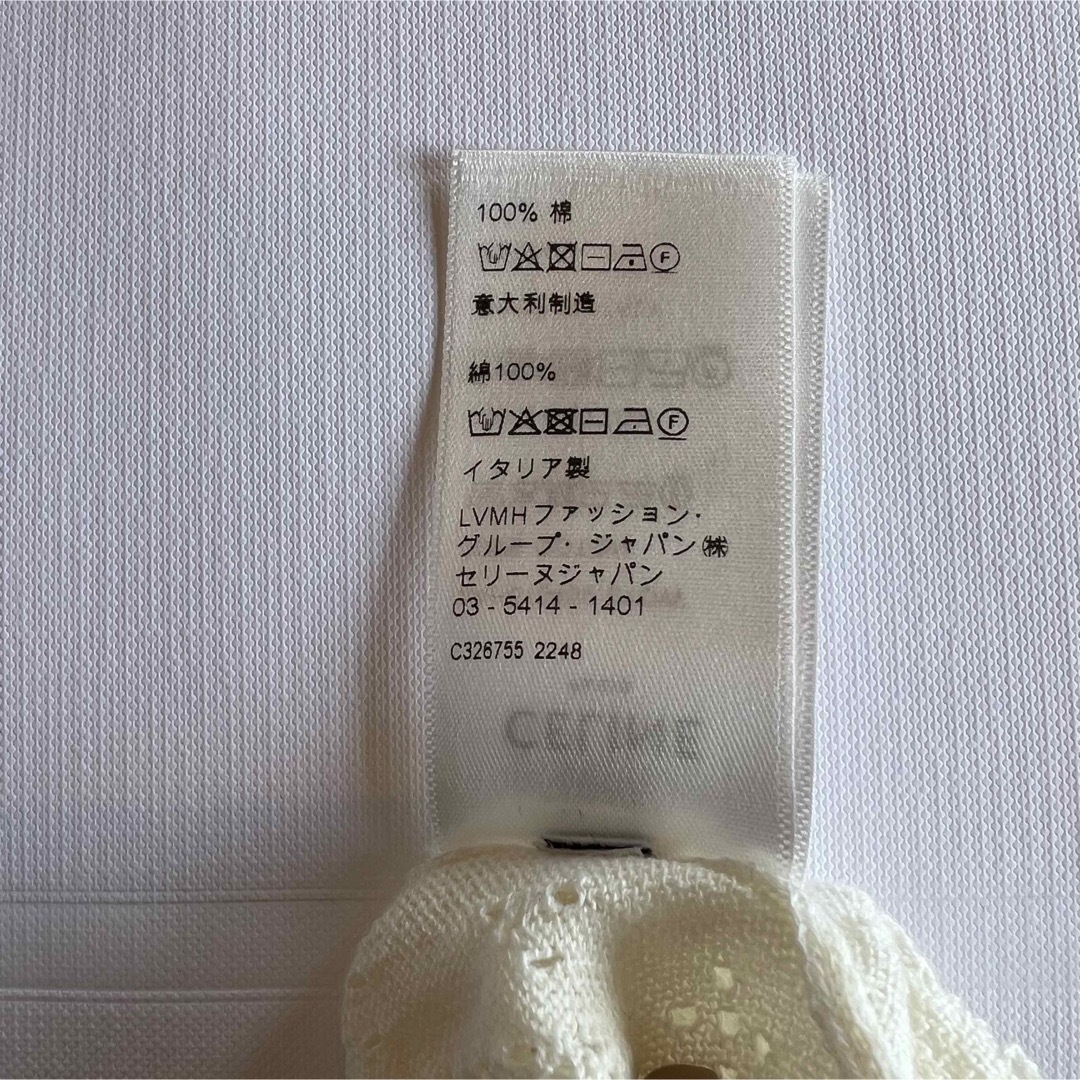 100% 棉
F
意大利制造
綿100%
F
イタリア製
LVMHファッション・
グループ・ジャパン㈱
セリーヌジャパン
03 - 5414 - 1401
C326755 2248
CELINE